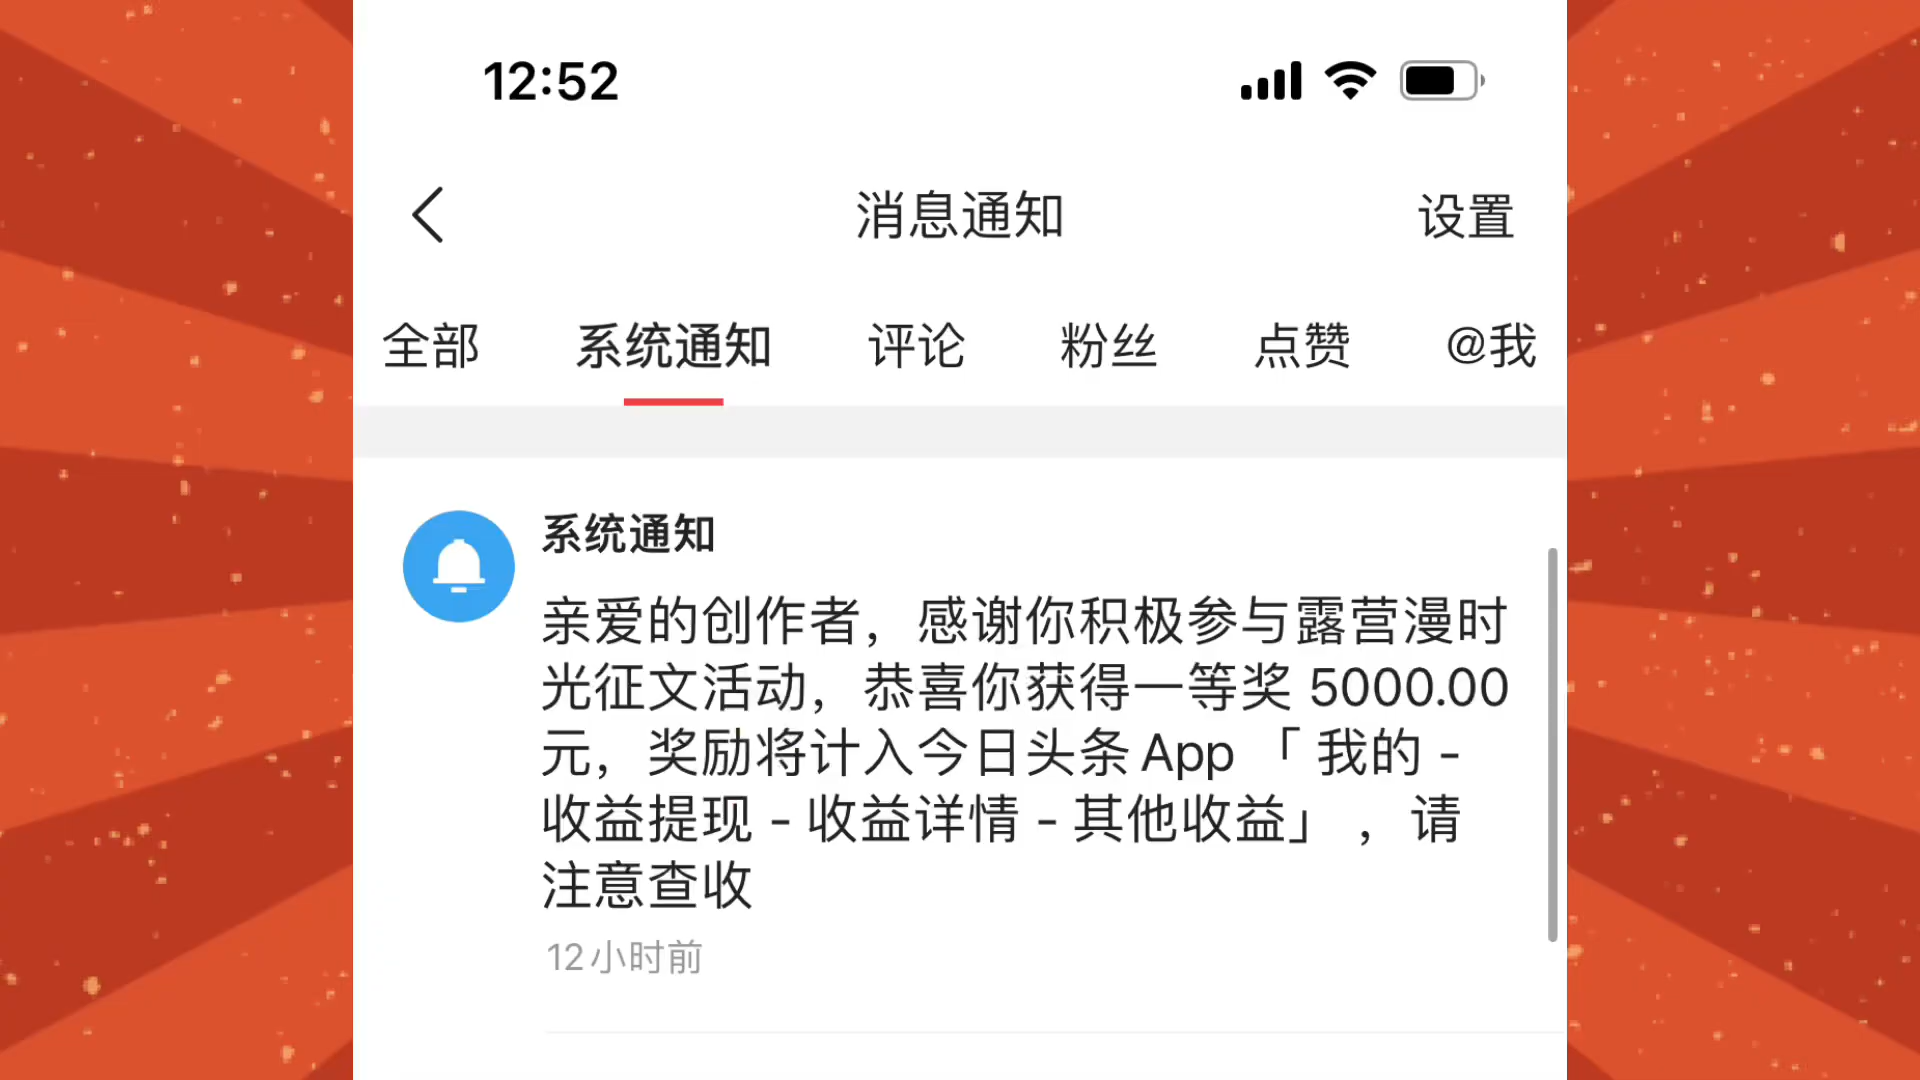 12:52
消息通知
设置
全部 系统通知 评论 粉丝 点赞 @我
系统通知
亲爱的创作者，感谢你积极参与露营漫时
光征文活动，恭喜你获得一等奖 5000.00
元，奖励将计入今日头条App「 我的 -
收益提现 - 收益详情 - 其他收益」 ，请
注意查收
12小时前